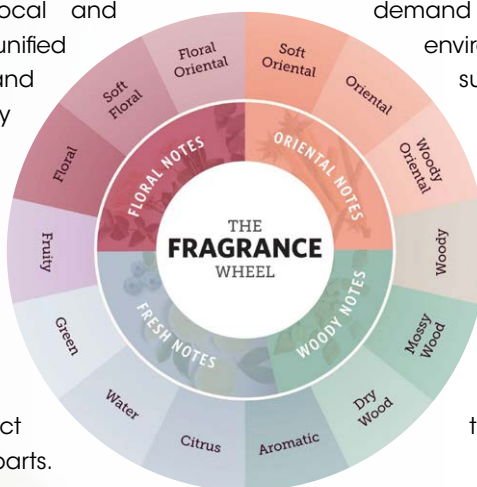 ocal and
unified
and
y
demand
enviro
su
ct
parts.
t
THE
FRAGRANCE
WHEEL
FLORAL NOTES
ORIENTAL NOTES
WOODY NOTES
FRESH NOTES
Floral
Oriental
Soft
Oriental
Oriental
Woody
Oriental
Woody
Mossy
Wood
Dry
Wood
Aromatic
Citrus
Water
Green
Fruity
Floral
Soft
Floral